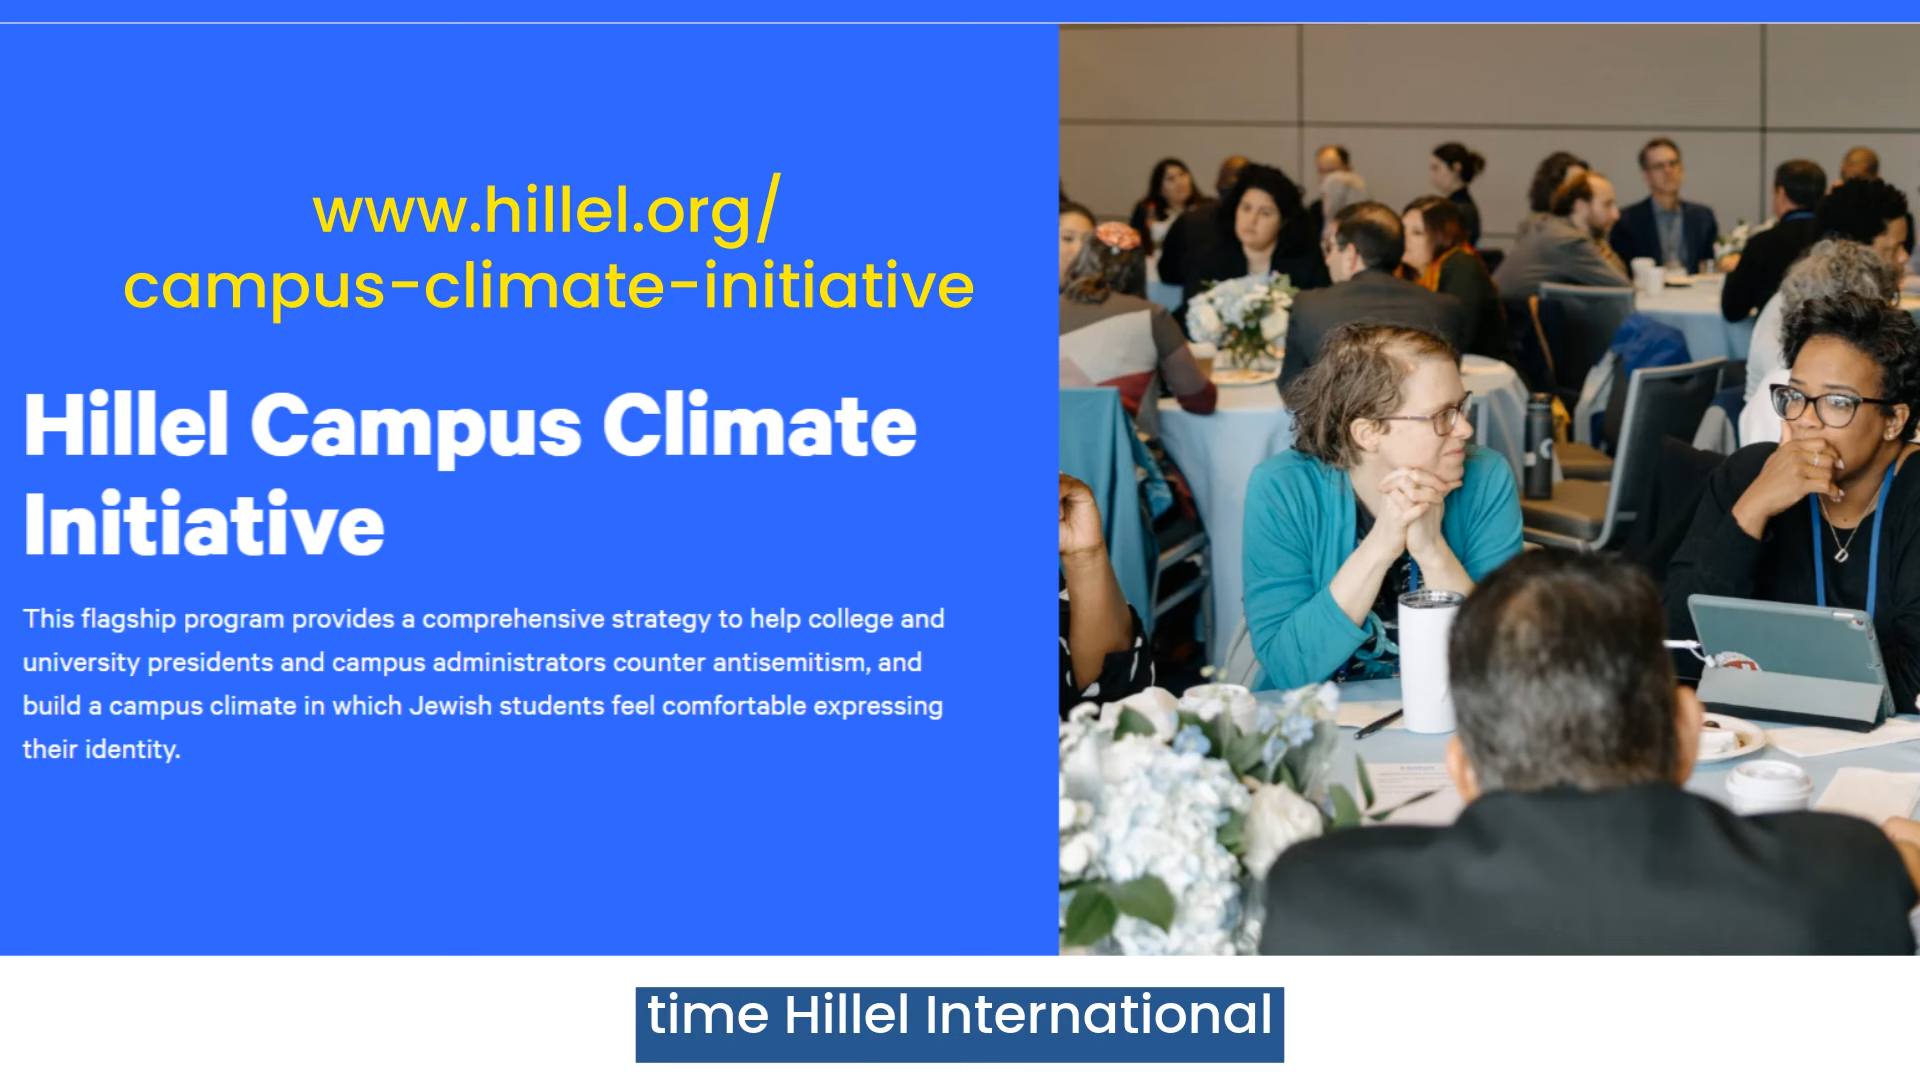 www.hillel.org/
campus-climate-initiative
Hillel Campus Climate
Initiative
This flagship program provides a comprehensive strategy to help college and
university presidents and campus administrators counter antisemitism, and
build a campus climate in which Jewish students feel comfortable expressing
their identity.
time Hillel International